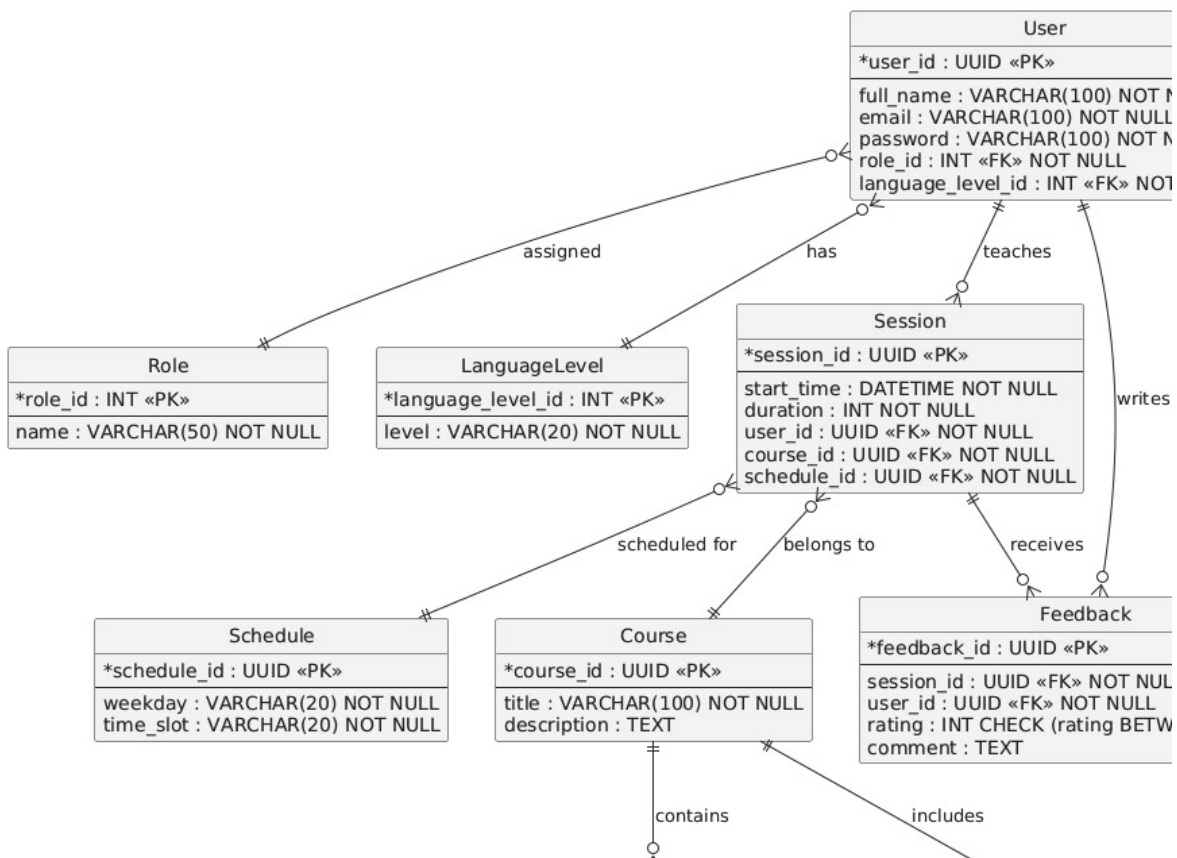 User
*user_id : UUID «PK»
full_name : VARCHAR(100) NOT
email : VARCHAR(100) NOT NULL
password : VARCHAR(100) NOT
role_id : INT «FK» NOT NULL
language_level_id : INT «FK» NOT
assigned
has
teaches
Session
*session_id : UUID «PK»
start_time : DATETIME NOT NULL
duration : INT NOT NULL
user_id : UUID «FK» NOT NULL
course_id : UUID «FK» NOT NULL
schedule_id : UUID «FK» NOT NULL
Role
*role_id : INT «PK»
name : VARCHAR(50) NOT NULL
LanguageLevel
*language_level_id : INT «PK»
level : VARCHAR(20) NOT NULL
writes
scheduled for
belongs to
receives
Schedule
*schedule_id : UUID «PK»
weekday : VARCHAR(20) NOT NULL
time_slot : VARCHAR(20) NOT NULL
Course
*course_id : UUID «PK»
title : VARCHAR(100) NOT NULL
description : TEXT
Feedback
*feedback_id : UUID «PK»
session_id : UUID «FK» NOT
user_id : UUID «FK» NOT NULL
rating : INT CHECK (rating
comment : TEXT
contains
includes